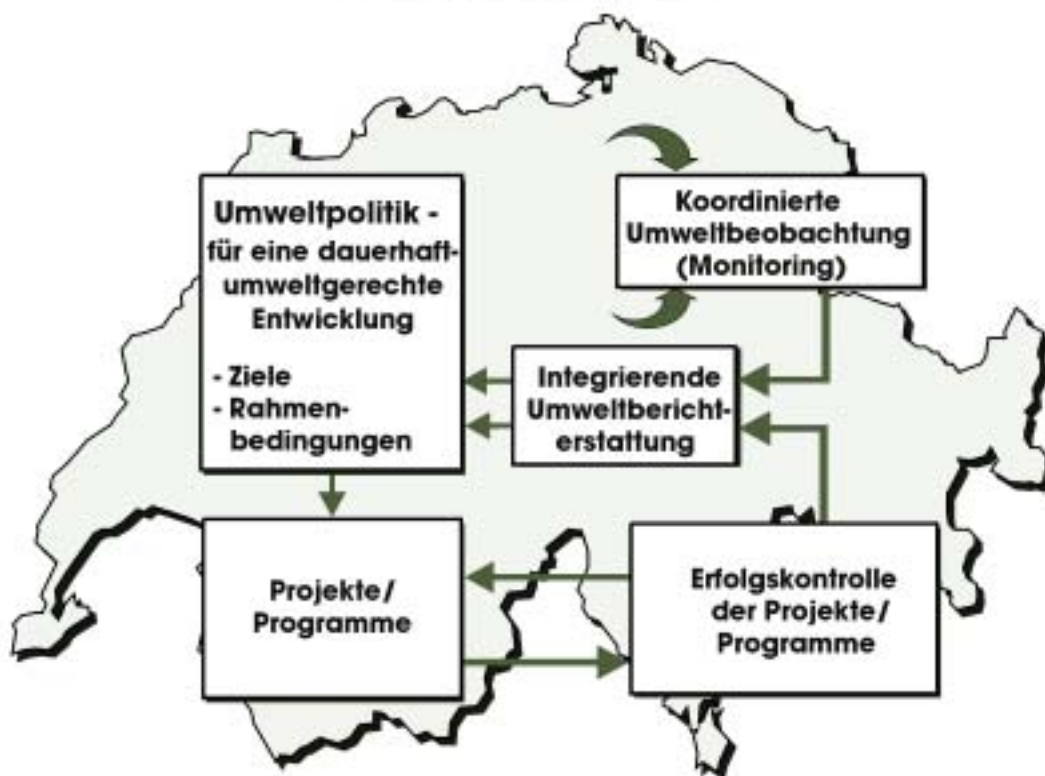 Umweltpolitik -
für eine dauerhaft-
umweltgerechte
Entwicklung
- Ziele
- Rahmen-
bedingungen
Koordinierte
Umweltbeobachtung
(Monitoring)
Integrierende
Umweltbericht-
erstattung
Projekte/
Programme
Erfolgskontrolle
der Projekte/
Programme